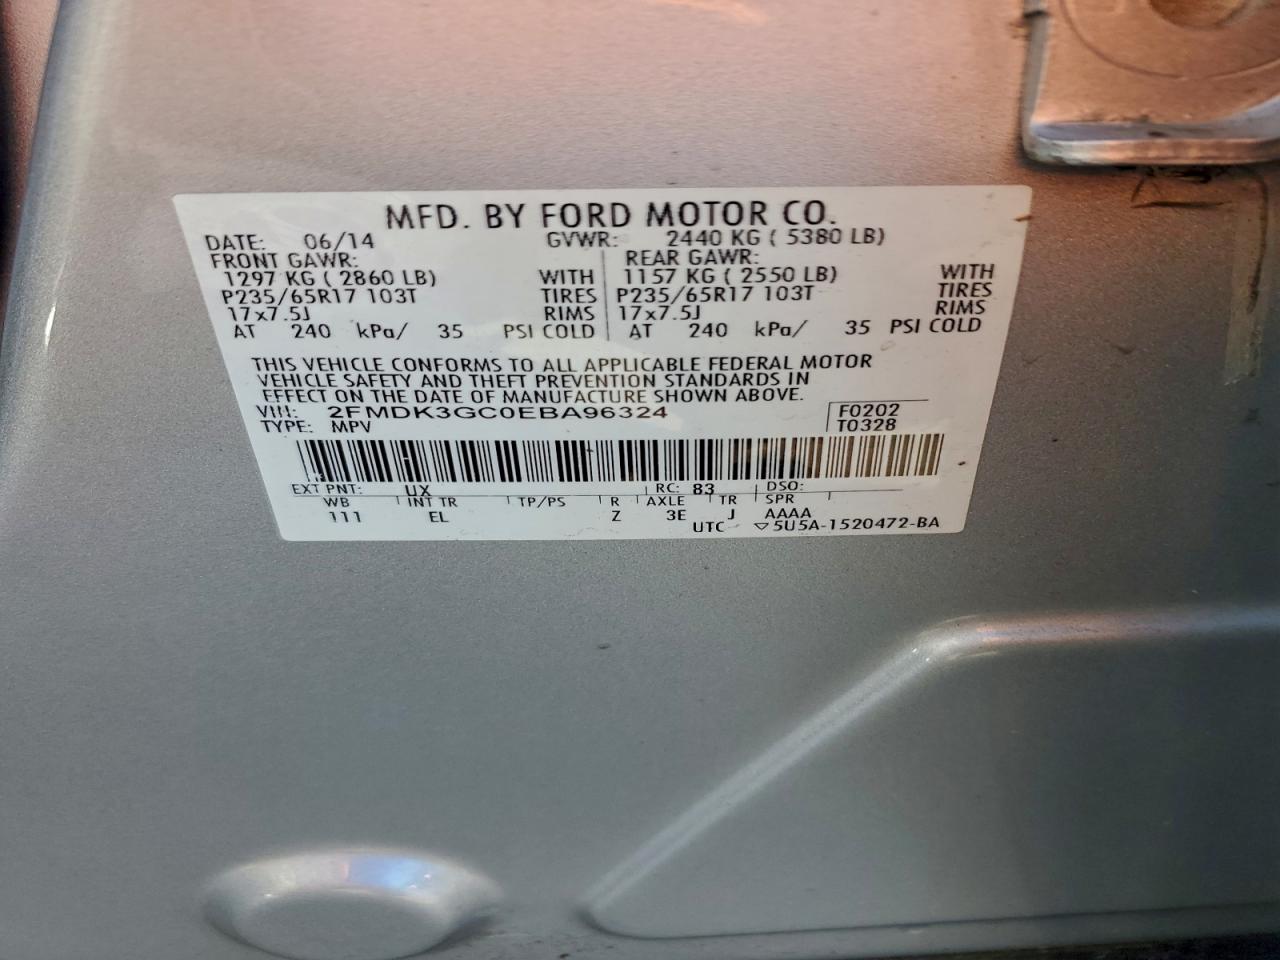 MFD. BY FORD MOTOR CO.
DATE: 06/14 GVWR: 2440 KG ( 5380 LB)
FRONT GAWR: REAR GAWR:
1297 KG ( 2860 LB) WITH 1157 KG ( 2550 LB) WITH
P235/65R17 103T TIRES P235/65R17 103T TIRES
17x7.5J RIMS 17x7.5J RIMS
AT 240 kPa/ 35 PSI COLD AT 240 kPa/ 35 PSI COLD
THIS VEHICLE CONFORMS TO ALL APPLICABLE FEDERAL MOTOR
VEHICLE SAFETY AND THEFT PREVENTION STANDARDS IN
EFFECT ON THE DATE OF MANUFACTURE SHOWN ABOVE.
VIN: 2FMDK3GC0EBA96324 F0202
TYPE: MPV T0328
EXT PNT: UX RC: 83 DSO:
WB INT TR TP/PS R AXLE TR SPR
111 EL Z 3E J AAAA
UTC ▽5U5A-1520472-BA